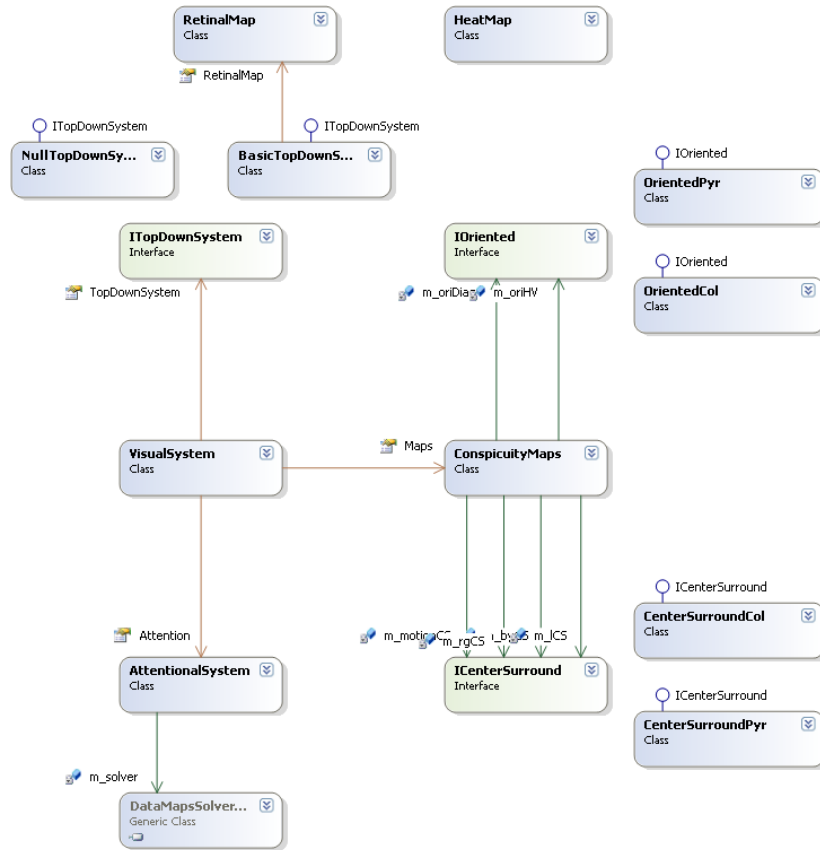 RetinalMap
Class
HeatMap
Class
RetinalMap
ITopDownSystem
ITopDownSystem
NullTopDownSy...
Class
BasicTopDownS...
Class
IOriented
OrientedPyr
Class
ITopDownSystem
Interface
IOriented
Interface
IOriented
OrientedCol
Class
TopDownSystem
m_oriDia
m_oriHV
VisualSystem
Class
Maps
ConspicuityMaps
Class
ICenterSurround
CenterSurroundCol
Class
Attention
m_rgCS
m_lCS
AttentionalSystem
Class
ICenterSurround
Interface
ICenterSurround
CenterSurroundPyr
Class
m_solver
DataMapsSolver...
Generic Class